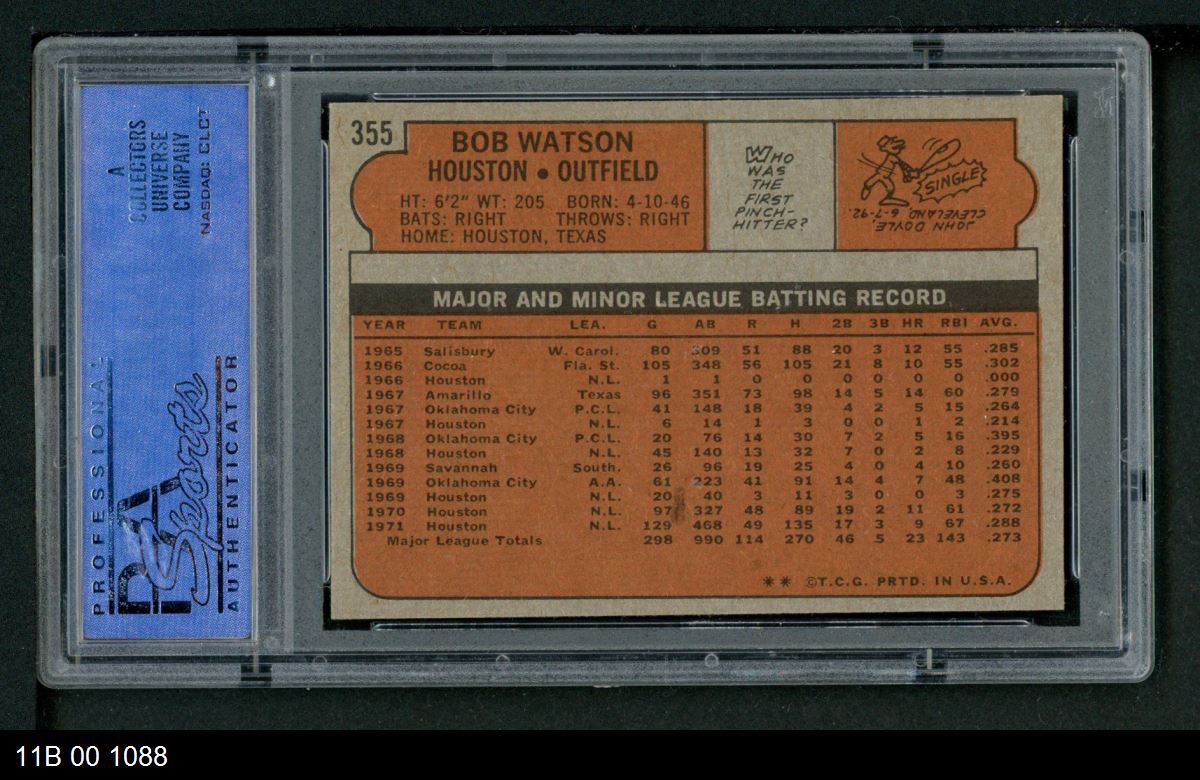 A
COLLECTORS
UNIVERSE
COMPANY
NASDAQ: CLCT
PROFESSIONAL
PSA
Sports
AUTHENTICATOR
355
BOB WATSON
HOUSTON • OUTFIELD
HT: 6'2" WT: 205 BORN: 4-10-46
BATS: RIGHT THROWS: RIGHT
HOME: HOUSTON, TEXAS
WHO
WAS
THE
FIRST
PINCH-
HITTER?
SINGLE
JOHN DOYLE,
CLEVELAND, 6-7-92.
MAJOR AND MINOR LEAGUE BATTING RECORD
YEAR TEAM LEA. G AB R H 2B 3B HR RBI AVG.
1965 Salisbury W. Carol. 80 309 51 88 20 3 12 55 .285
1966 Cocoa Fla. St. 105 348 56 105 21 8 10 55 .302
1966 Houston N.L. 1 1 0 0 0 0 0 0 .000
1967 Amarillo Texas 96 351 73 98 14 5 14 60 .279
1967 Oklahoma City P.C.L. 41 148 18 39 4 2 5 15 .264
1967 Houston N.L. 6 14 1 3 0 0 1 2 .214
1968 Oklahoma City P.C.L. 20 76 14 30 7 2 5 16 .395
1968 Houston N.L. 45 140 13 32 7 0 2 8 .229
1969 Savannah South. 26 96 19 25 4 0 4 10 .260
1969 Oklahoma City A.A. 61 223 41 91 14 4 7 48 .408
1969 Houston N.L. 20 40 3 11 3 0 0 3 .275
1970 Houston N.L. 97 327 48 89 19 2 11 61 .272
1971 Houston N.L. 129 468 49 135 17 3 9 67 .288
Major League Totals 298 990 114 270 46 5 23 143 .273
** ©T.C.G. PRTD. IN U.S.A.
11B 00 1088